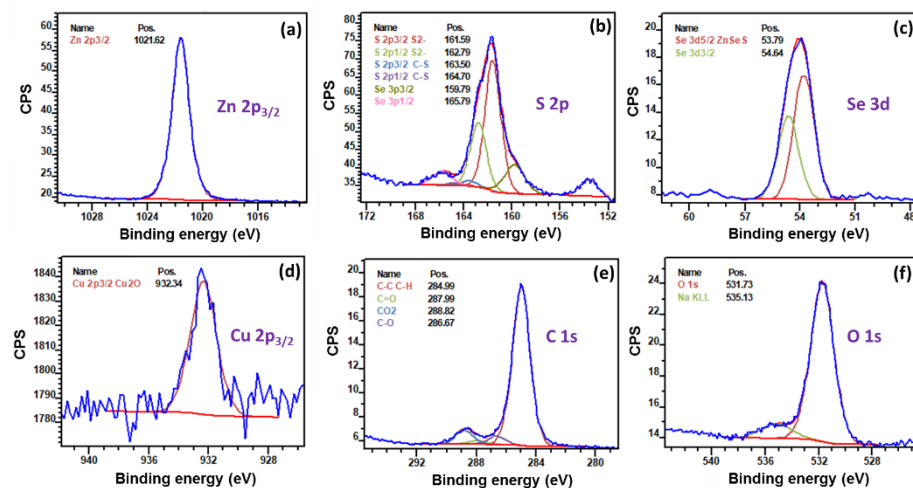 (a)
Name Pos.
Zn 2p3/2 1021.62
Zn 2p3/2
CPS
60
55
50
45
40
35
30
25
20
1028 1024 1020 1016
Binding energy (eV)
(b)
Name Pos.
S 2p3/2 S2- 161.59
S 2p1/2 S2- 162.79
S 2p3/2 C-S 163.50
S 2p1/2 C-S 164.70
Se 3p3/2 159.79
Se 3p1/2 165.79
S 2p
CPS
75
70
65
60
55
50
45
40
35
172 168 164 160 156 152
Binding energy (eV)
(c)
Name Pos.
Se 3d5/2 ZnSe S 53.79
Se 3d3/2 54.64
Se 3d
CPS
20
18
16
14
12
10
8
60 57 54 51 48
Binding energy (eV)
(d)
Name Pos.
Cu 2p3/2 Cu2O 932.34
Cu 2p3/2
CPS
1840
1830
1820
1810
1800
1790
1780
940 936 932 928
Binding energy (eV)
(e)
Name Pos.
C-C C-H 284.99
C=O 287.99
CO2 288.82
C-O 286.67
C 1s
CPS
20
18
16
14
12
10
8
6
292 288 284 280
Binding energy (eV)
(f)
Name Pos.
O 1s 531.73
Na KLL 535.13
O 1s
CPS
24
22
20
18
16
14
540 536 532 528
Binding energy (eV)